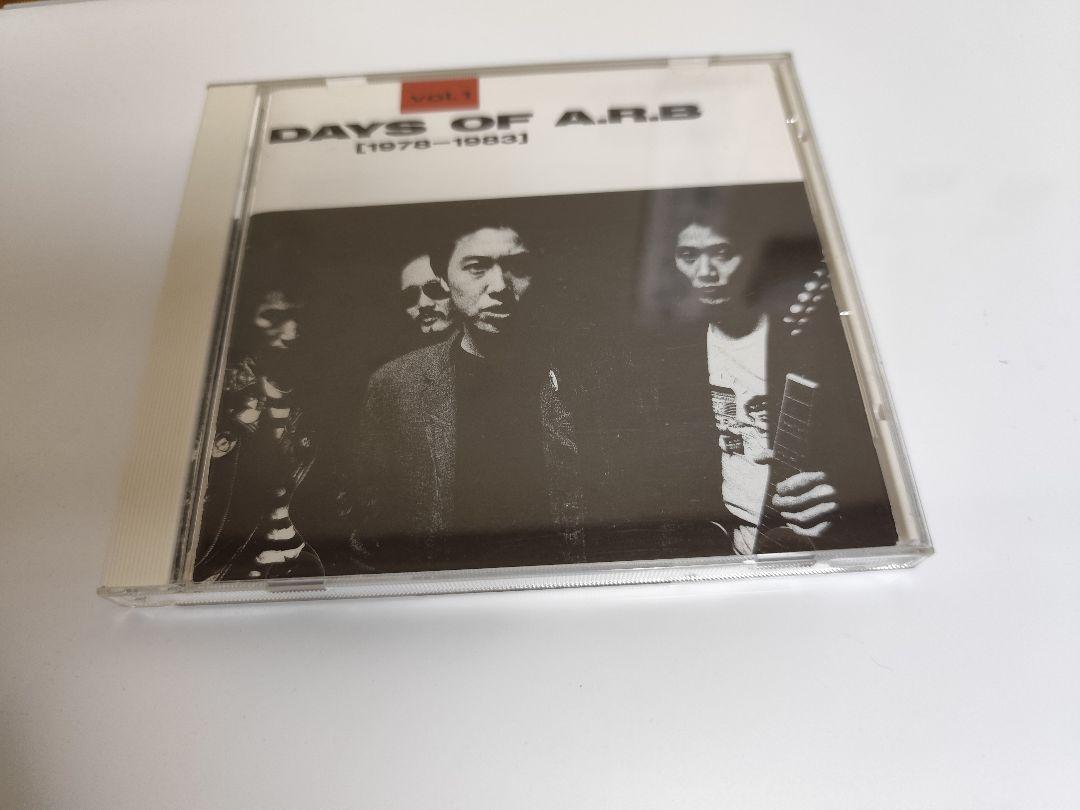 vol.1
DAYS OF A.R.B
[1978-1983]